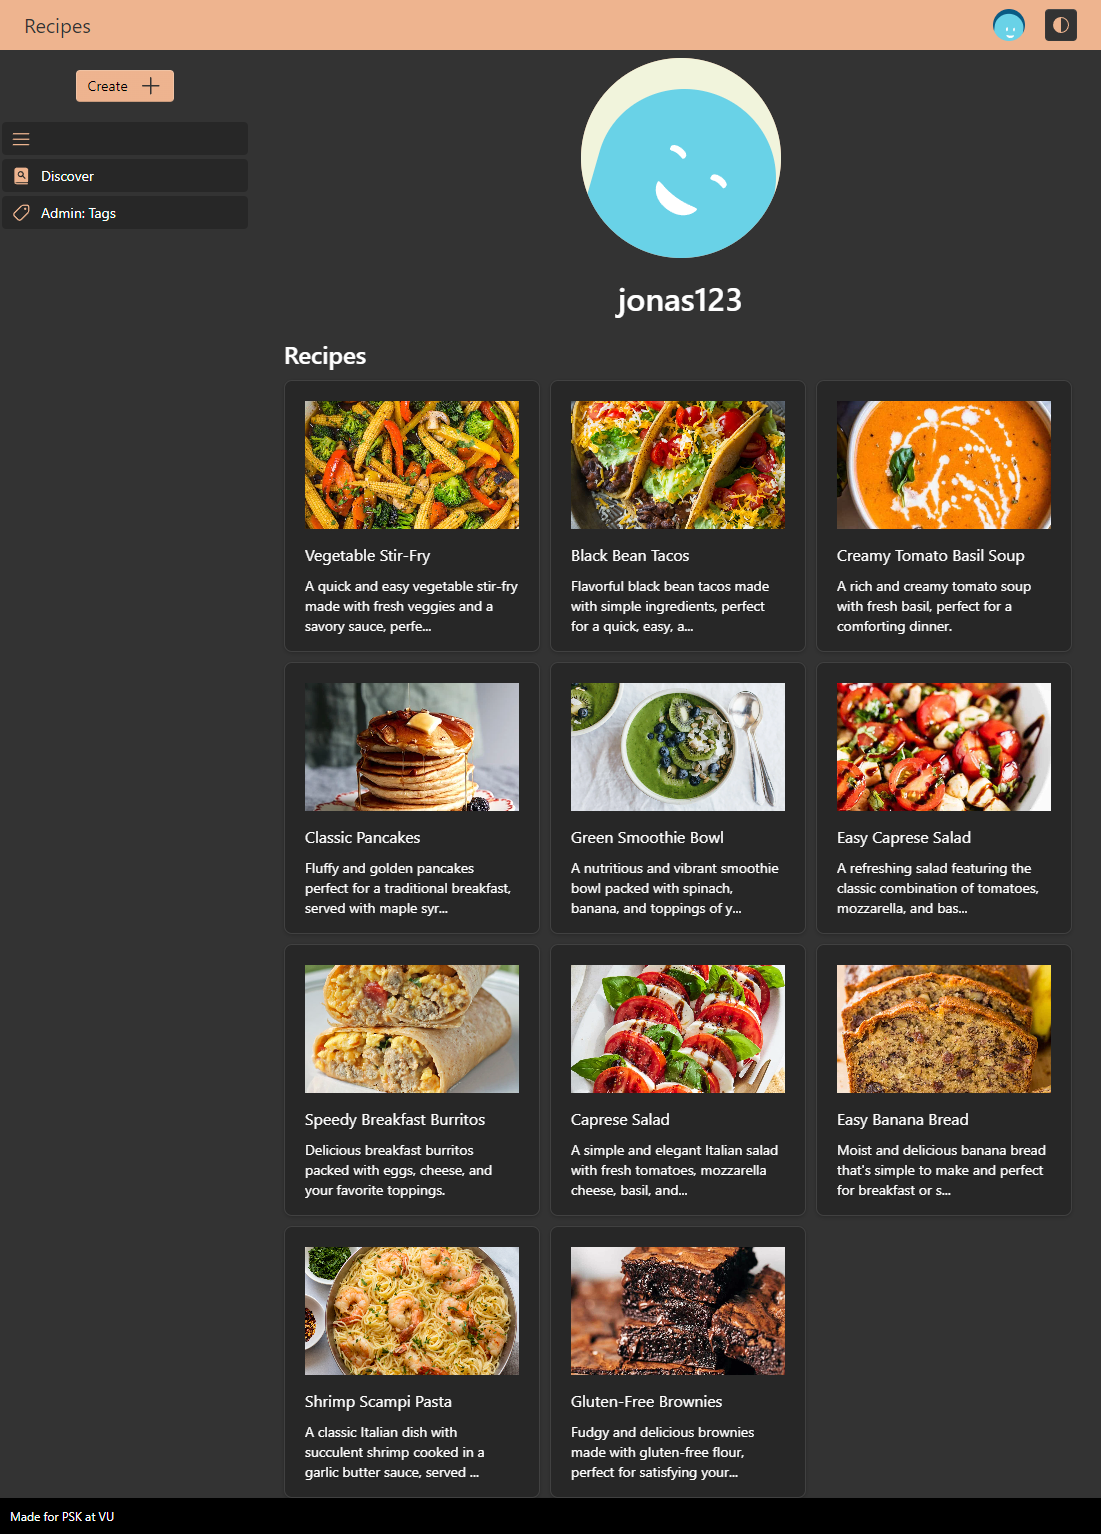 Recipes
Create
Discover
Admin: Tags
jonas123
Recipes
Vegetable Stir-Fry
A quick and easy vegetable stir-fry
made with fresh veggies and a
savory sauce, perfe...
Black Bean Tacos
Flavorful black bean tacos made
with simple ingredients, perfect
for a quick, easy, a...
Creamy Tomato Basil Soup
A rich and creamy tomato soup
with fresh basil, perfect for a
comforting dinner.
Classic Pancakes
Fluffy and golden pancakes
perfect for a traditional breakfast,
served with maple syr...
Green Smoothie Bowl
A nutritious and vibrant smoothie
bowl packed with spinach,
banana, and toppings of y...
Easy Caprese Salad
A refreshing salad featuring the
classic combination of tomatoes,
mozzarella, and bas...
Speedy Breakfast Burritos
Delicious breakfast burritos
packed with eggs, cheese, and
your favorite toppings.
Caprese Salad
A simple and elegant Italian salad
with fresh tomatoes, mozzarella
cheese, basil, and...
Easy Banana Bread
Moist and delicious banana bread
that's simple to make and perfect
for breakfast or s...
Shrimp Scampi Pasta
A classic Italian dish with
succulent shrimp cooked in a
garlic butter sauce, served ...
Gluten-Free Brownies
Fudgy and delicious brownies
made with gluten-free flour,
perfect for satisfying your...
Made for PSK at VU